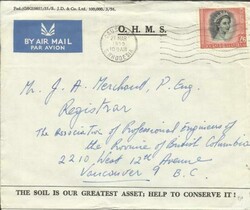 O. H. M. S.
BY AIR MAIL
PAR AVION
Mr. J. A. Merchant, P. Eng.
Registrar
The Association of Professional Engineers of
the Province of British Columbia
2210, West 12th Avenue
Vancouver 9 B.C.
THE SOIL IS OUR GREATEST ASSET; HELP TO CONSERVE IT!